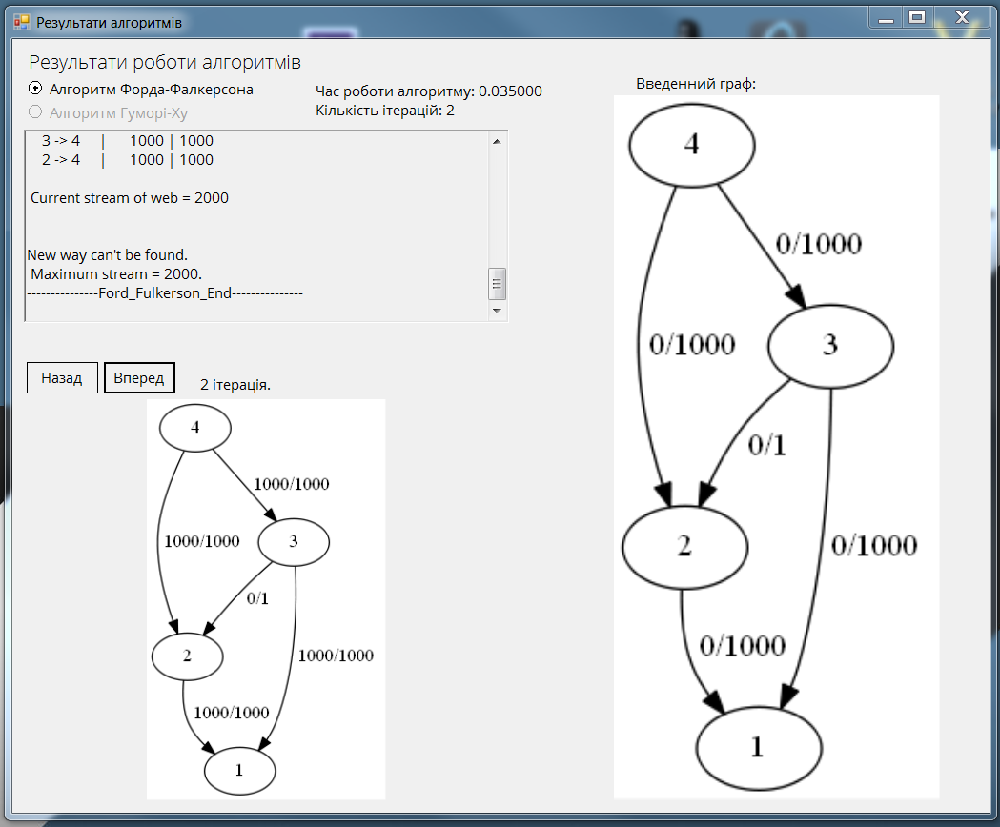 Результати алгоритмів
Результати роботи алгоритмів
Алгоритм Форда-Фалкерсона
Алгоритм Гуморі-Ху
Час роботи алгоритму: 0.035000
Кількість ітерацій: 2
3 -> 4 | 1000 | 1000
2 -> 4 | 1000 | 1000
Current stream of web = 2000
New way can't be found.
Maximum stream = 2000.
---------------Ford_Fulkerson_End---------------
Назад
Вперед
2 ітерація.
4
1000/1000
1000/1000
3
0/1
2
1000/1000
1000/1000
1
Введенний граф:
4
0/1000
0/1000
3
0/1
2
0/1000
0/1000
1